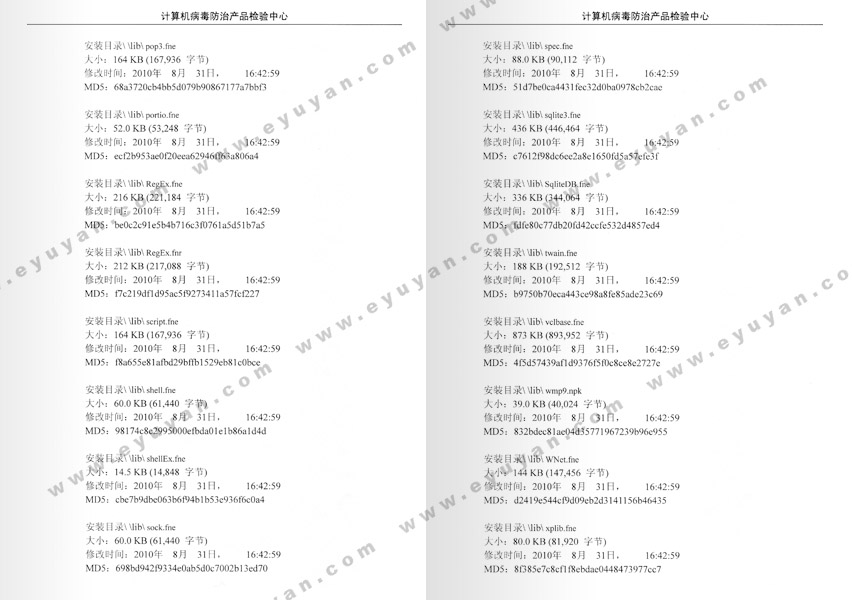 计算机病毒防治产品检验中心
安装目录\ \lib\ pop3.fne
大小：164 KB (167,936 字节)
修改时间：2010年 8月 31日， 16:42:59
MD5：68a3720cb4bb5d079b90867177a7bbf3
安装目录\ \lib\ portio.fne
大小：52.0 KB (53,248 字节)
修改时间：2010年 8月 31日， 16:42:59
MD5：ecf2b953ae0f20eea62946ff63a806a4
安装目录\ \lib\ RegEx.fne
大小：216 KB (221,184 字节)
修改时间：2010年 8月 31日， 16:42:59
MD5：be0c2c91e5b4b716c3f0761a5d51b7a5
安装目录\ \lib\ RegEx.fnr
大小：212 KB (217,088 字节)
修改时间：2010年 8月 31日， 16:42:59
MD5：f7c219df1d95ac5f9273411a57fcf227
安装目录\ \lib\ script.fne
大小：164 KB (167,936 字节)
修改时间：2010年 8月 31日， 16:42:59
MD5：f8a655e81afbd29bffb1529eb81c0bce
安装目录\ \lib\ shell.fne
大小：60.0 KB (61,440 字节)
修改时间：2010年 8月 31日， 16:42:59
MD5：98174c8e2995000efbda01e1b86a1d4d
安装目录\ \lib\ shellEx.fne
大小：14.5 KB (14,848 字节)
修改时间：2010年 8月 31日， 16:42:59
MD5：cbe7b9dbe063b6f94b1b53e936f6c0a4
安装目录\ \lib\ sock.fne
大小：60.0 KB (61,440 字节)
修改时间：2010年 8月 31日， 16:42:59
MD5：698bd942f9334e0ab5d0c7002b13ed70
计算机病毒防治产品检验中心
安装目录\ \lib\ spec.fne
大小：88.0 KB (90,112 字节)
修改时间：2010年 8月 31日， 16:42:59
MD5：51d7be0ca4431fec32d0ba0978cb2cae
安装目录\ \lib\ sqlite3.fne
大小：436 KB (446,464 字节)
修改时间：2010年 8月 31日， 16:42:59
MD5：c7612f98dc6ee2a8e1650fd5a57efe3f
安装目录\ \lib\ SqliteDB.fne
大小：336 KB (344,064 字节)
修改时间：2010年 8月 31日， 16:42:59
MD5：fdfe80c77db20fd42ccfe532d4857ed4
安装目录\ \lib\ twain.fne
大小：188 KB (192,512 字节)
修改时间：2010年 8月 31日， 16:42:59
MD5：b9750b70eca443ce98a8fe85ade23c69
安装目录\ \lib\ vclbase.fne
大小：873 KB (893,952 字节)
修改时间：2010年 8月 31日， 16:42:59
MD5：4f5d57439af1d9376f5f0c8ce8e2727e
安装目录\ \lib\ wmp9.npk
大小：39.0 KB (40,024 字节)
修改时间：2010年 8月 31日， 16:42:59
MD5：832bdec81ae04d35771967239b96e955
安装目录\ \lib\ WNet.fne
大小：144 KB (147,456 字节)
修改时间：2010年 8月 31日， 16:42:59
MD5：d2419e544cf9d09eb2d3141156b46435
安装目录\ \lib\ xplib.fne
大小：80.0 KB (81,920 字节)
修改时间：2010年 8月 31日， 16:42:59
MD5：8f385e7c8cf1f8ebdae0448473977cc7
www.eyuyan.com
www.eyuyan.com
www.eyuyan.com
www.eyuyan.com
www.eyuyan.com